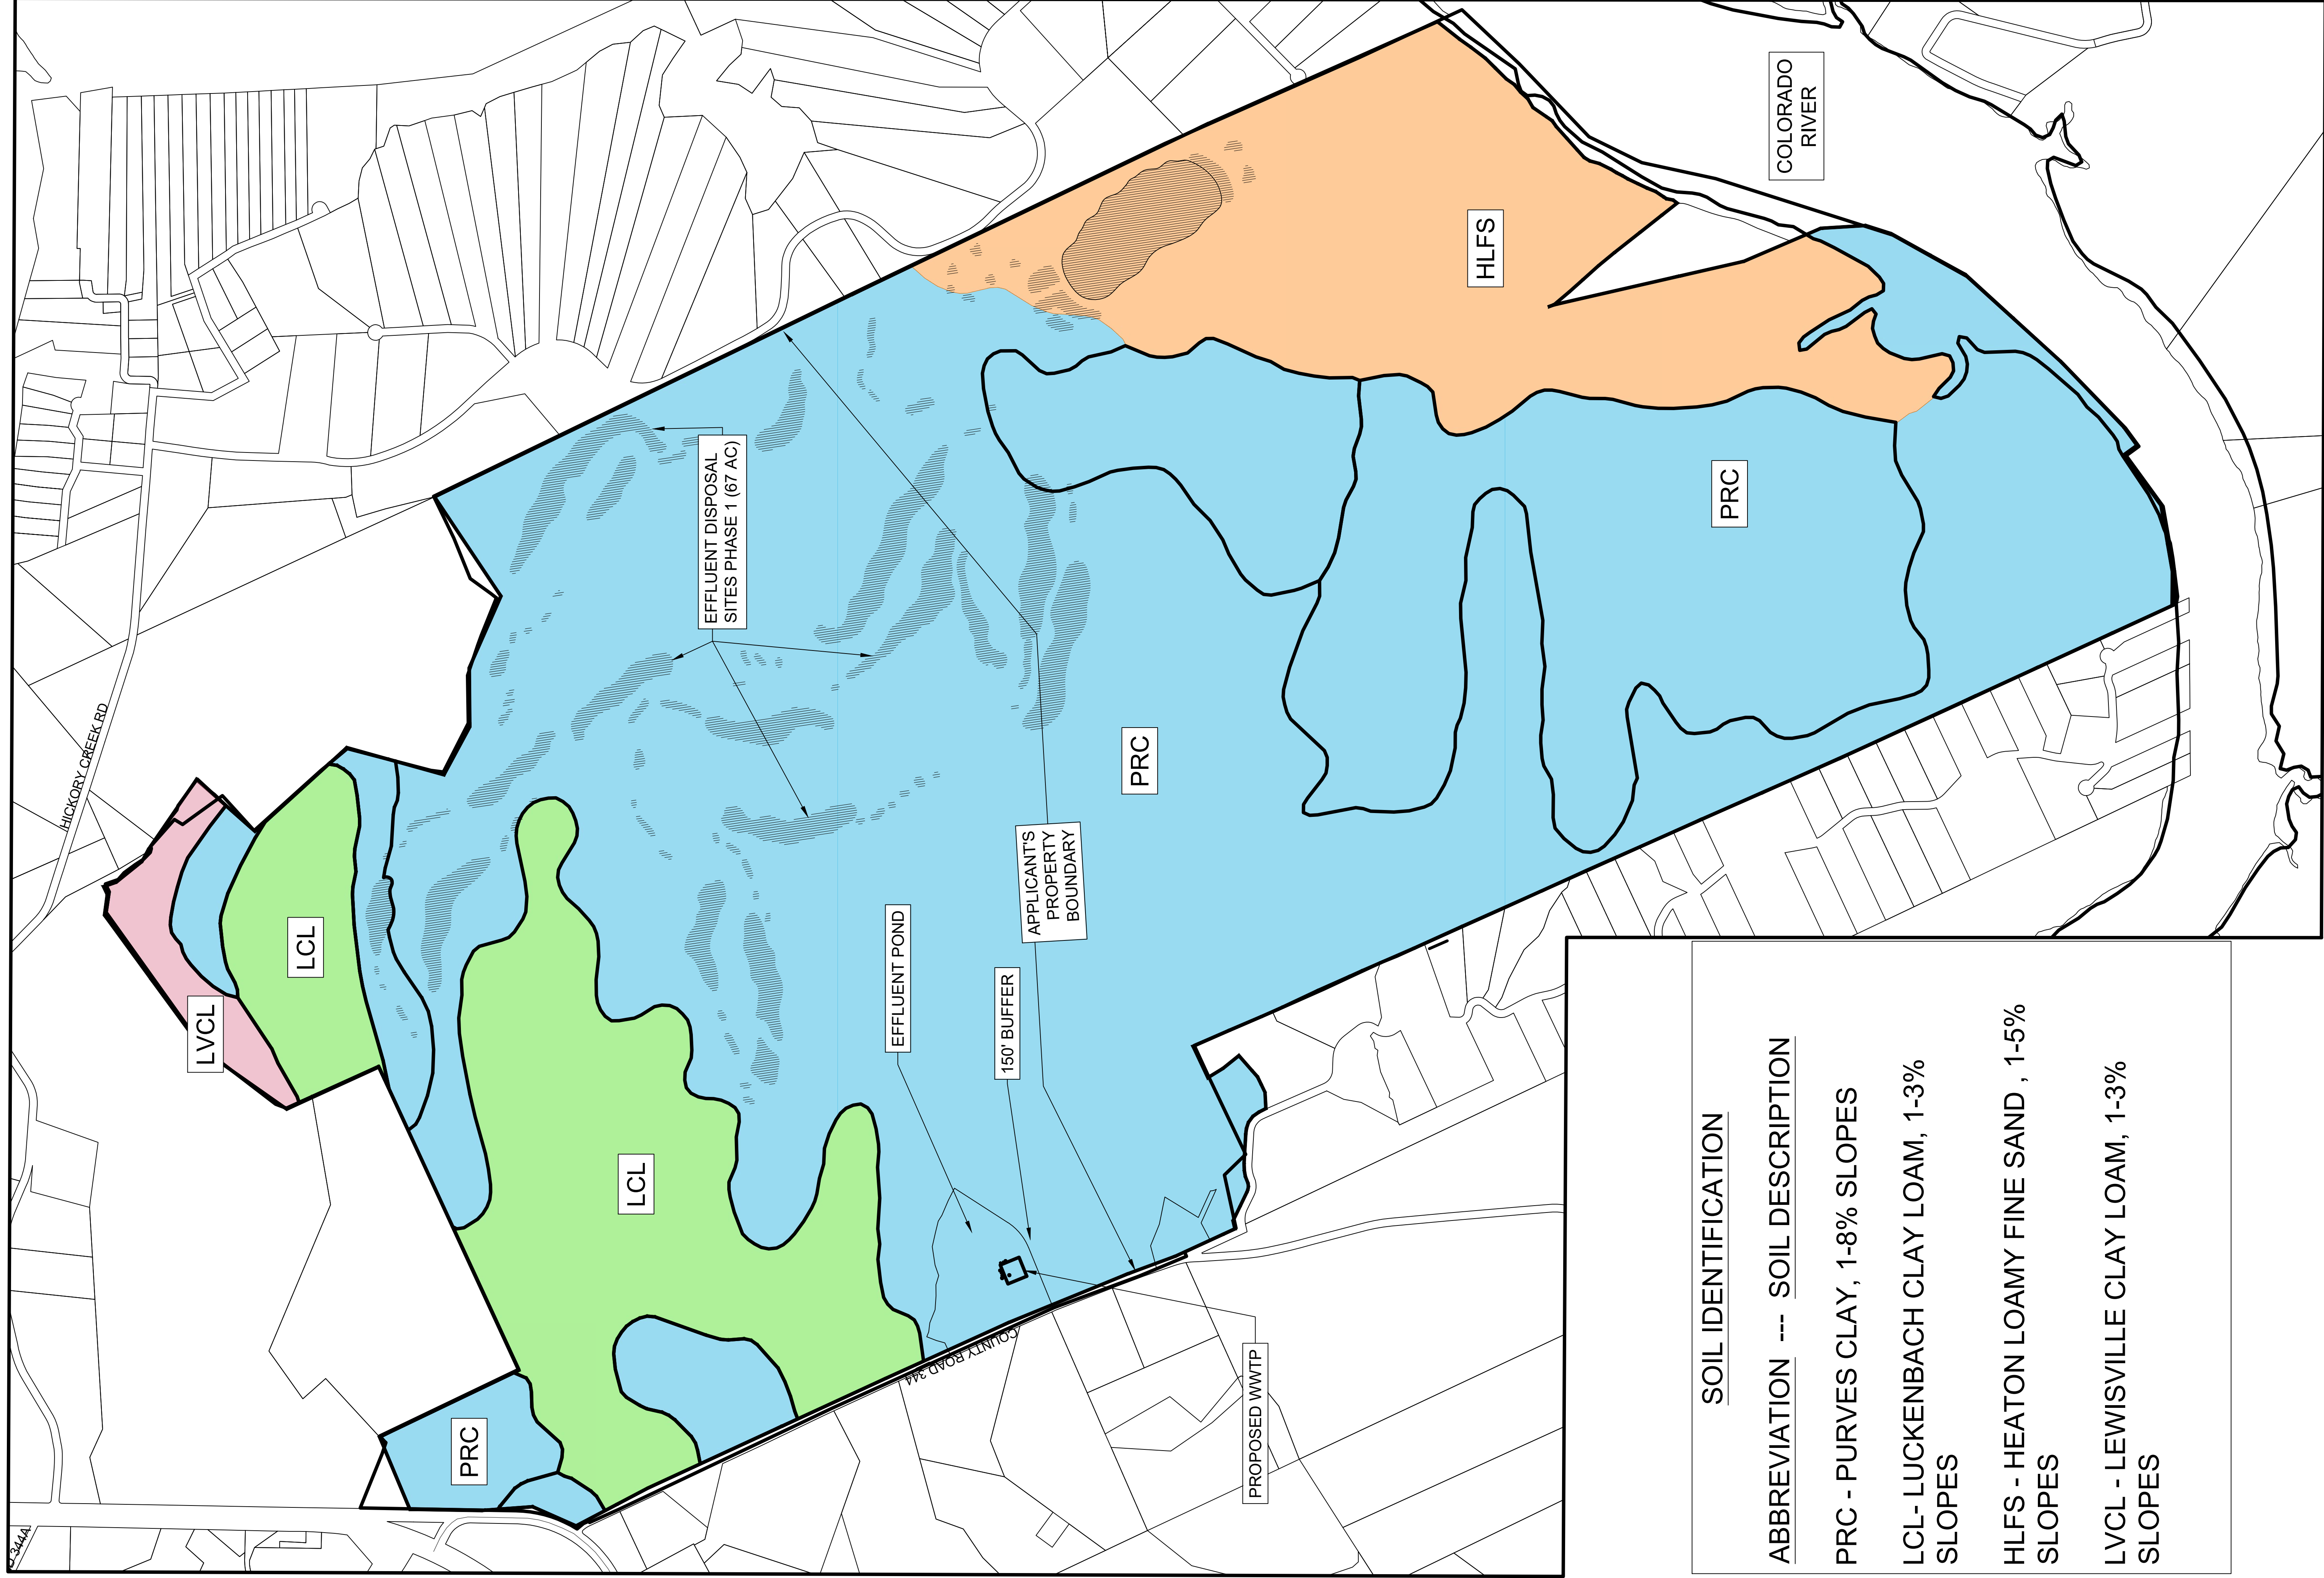 HICKORY CREEK RD
LVCL
LCL
EFFLUENT DISPOSAL
SITES PHASE 1 (67 AC)
PRC
LCL
EFFLUENT POND
150' BUFFER
APPLICANT'S
PROPERTY
BOUNDARY
PRC
HLFS
PRC
COLORADO
RIVER
COUNTY ROAD 344
PROPOSED WWTP
SOIL IDENTIFICATION
ABBREVIATION --- SOIL DESCRIPTION
PRC - PURVES CLAY, 1-8% SLOPES
LCL- LUCKENBACH CLAY LOAM, 1-3%
SLOPES
HLFS - HEATON LOAMY FINE SAND , 1-5%
SLOPES
LVCL - LEWISVILLE CLAY LOAM, 1-3%
SLOPES